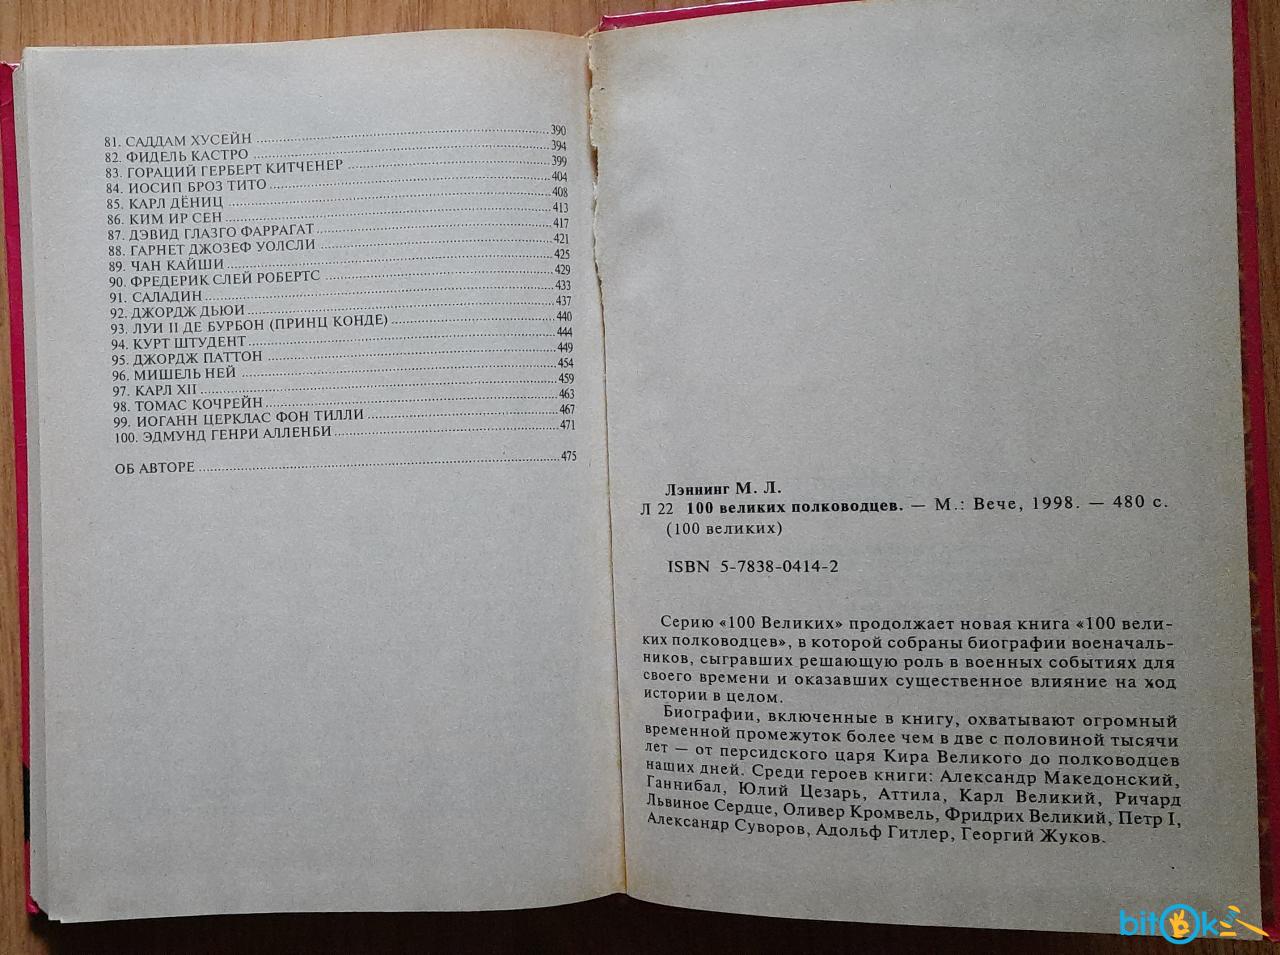 81. САДДАМ ХУСЕЙН ........ 390
82. ФИДЕЛЬ КАСТРО ........ 394
83. ГОРАЦИЙ ГЕРБЕРТ КИТЧЕНЕР ........ 399
84. ИОСИП БРОЗ ТИТО ........ 404
85. КАРЛ ДЁНИЦ ........ 408
86. КИМ ИР СЕН ........ 413
87. ДЭВИД ГЛАЗГО ФАРРАГАТ ........ 417
88. ГАРНЕТ ДЖОЗЕФ УОЛСЛИ ........ 421
89. ЧАН КАЙШИ ........ 425
90. ФРЕДЕРИК СЛЕЙ РОБЕРТС ........ 429
91. САЛАДИН ........ 433
92. ДЖОРДЖ ДЬЮИ ........ 437
93. ЛУИ II ДЕ БУРБОН (ПРИНЦ КОНДЕ) ........ 440
94. КУРТ ШТУДЕНТ ........ 444
95. ДЖОРДЖ ПАТТОН ........ 449
96. МИШЕЛЬ НЕЙ ........ 454
97. КАРЛ XII ........ 459
98. ТОМАС КОЧРЕЙН ........ 463
99. ИОГАНН ЦЕРКЛАС ФОН ТИЛЛИ ........ 467
100. ЭДМУНД ГЕНРИ АЛЛЕНБИ ........ 471
ОБ АВТОРЕ ........ 475
Лэннинг М. Л.
Л 22 100 великих полководцев. — М.: Вече, 1998. — 480 с.
(100 великих)
ISBN 5-7838-0414-2
Серию «100 Великих» продолжает новая книга «100 вели-
ких полководцев», в которой собраны биографии военачаль-
ников, сыгравших решающую роль в военных событиях для
своего времени и оказавших существенное влияние на ход
истории в целом.
Биографии, включенные в книгу, охватывают огромный
временной промежуток более чем в две с половиной тысячи
лет — от персидского царя Кира Великого до полководцев
наших дней. Среди героев книги: Александр Македонский,
Ганнибал, Юлий Цезарь, Аттила, Карл Великий, Ричард
Львиное Сердце, Оливер Кромвель, Фридрих Великий, Петр I,
Александр Суворов, Адольф Гитлер, Георгий Жуков.
bitOk